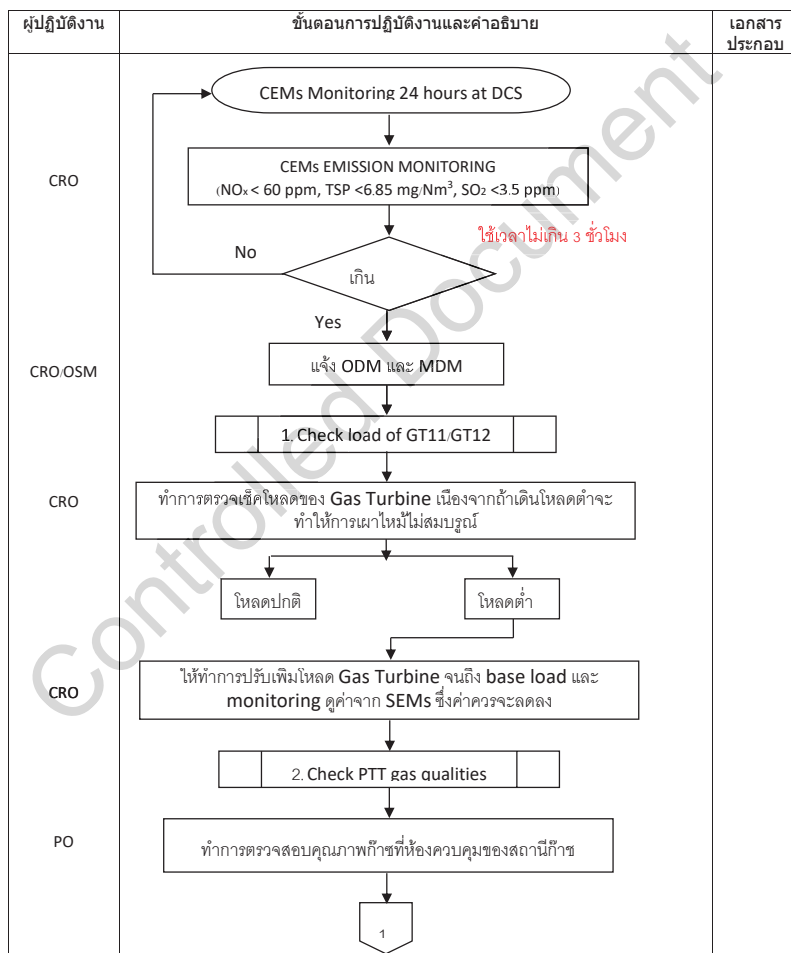 ผู้ปฏิบัติงาน
ขั้นตอนการปฏิบัติงานและคำอธิบาย
เอกสาร
ประกอบ
CEMs Monitoring 24 hours at DCS
CRO
CEMs EMISSION MONITORING
(NOx < 60 ppm, TSP <6.85 mg/Nm³, SO₂ <3.5 ppm)
ใช้เวลาไม่เกิน 3 ชั่วโมง
No
เกิน
Yes
CRO/OSM
แจ้ง ODM และ MDM
1. Check load of GT11/GT12
CRO
ทำการตรวจเช็คโหลดของ Gas Turbine เนื่องจากถ้าเดินโหลดต่ำจะ
ทำให้การเผาไหม้ไม่สมบรูณ์
โหลดปกติ
โหลดต่ำ
CRO
ให้ทำการปรับเพิ่มโหลด Gas Turbine จนถึง base load และ
monitoring ดูค่าจาก SEMs ซึ่งค่าควรจะลดลง
2. Check PTT gas qualities
PO
ทำการตรวจสอบคุณภาพก๊าซที่ห้องควบคุมของสถานีก๊าซ
1
Controlled Document